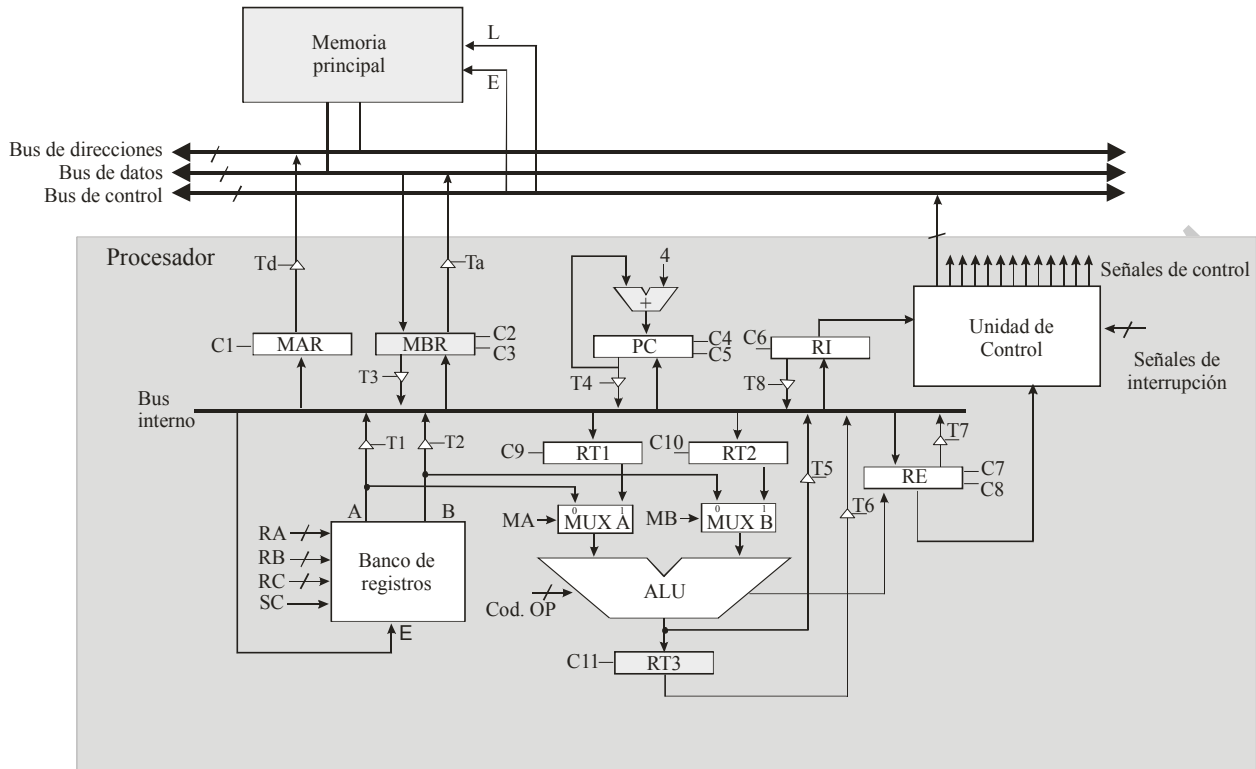 Memoria
principal
L
E
Bus de direcciones
Bus de datos
Bus de control
Procesador
Td
Ta
4
+
Señales de control
Unidad de
Control
Señales de
interrupción
C1
MAR
MBR
C2
C3
PC
C4
C5
C6
RI
T3
T4
T8
Bus
interno
T1
T2
C9
RT1
C10
RT2
T5
T7
RE
C7
C8
T6
A
B
MA
0 1
MUX A
MB
0 1
MUX B
RA
RB
RC
SC
Banco de
registros
E
Cod. OP
ALU
C11
RT3